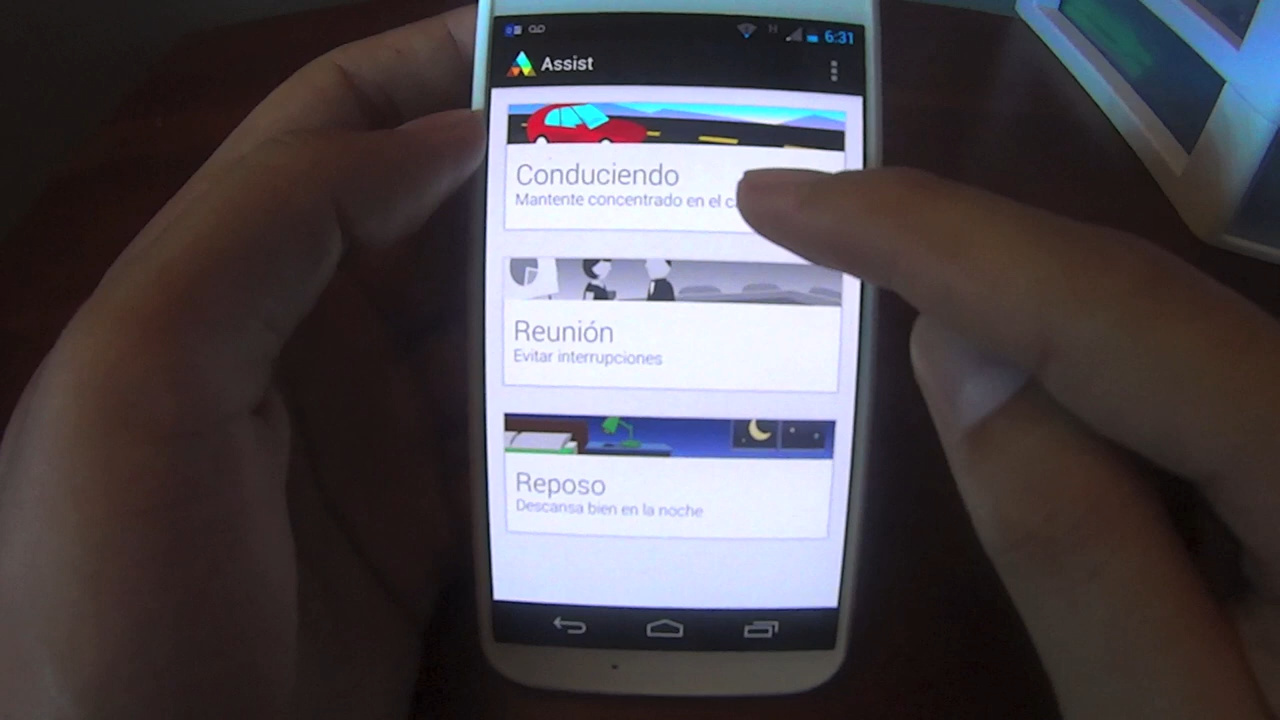 H 6:31
Assist
Conduciendo
Mantente concentrado en el
Reunión
Evitar interrupciones
Reposo
Descansa bien en la noche